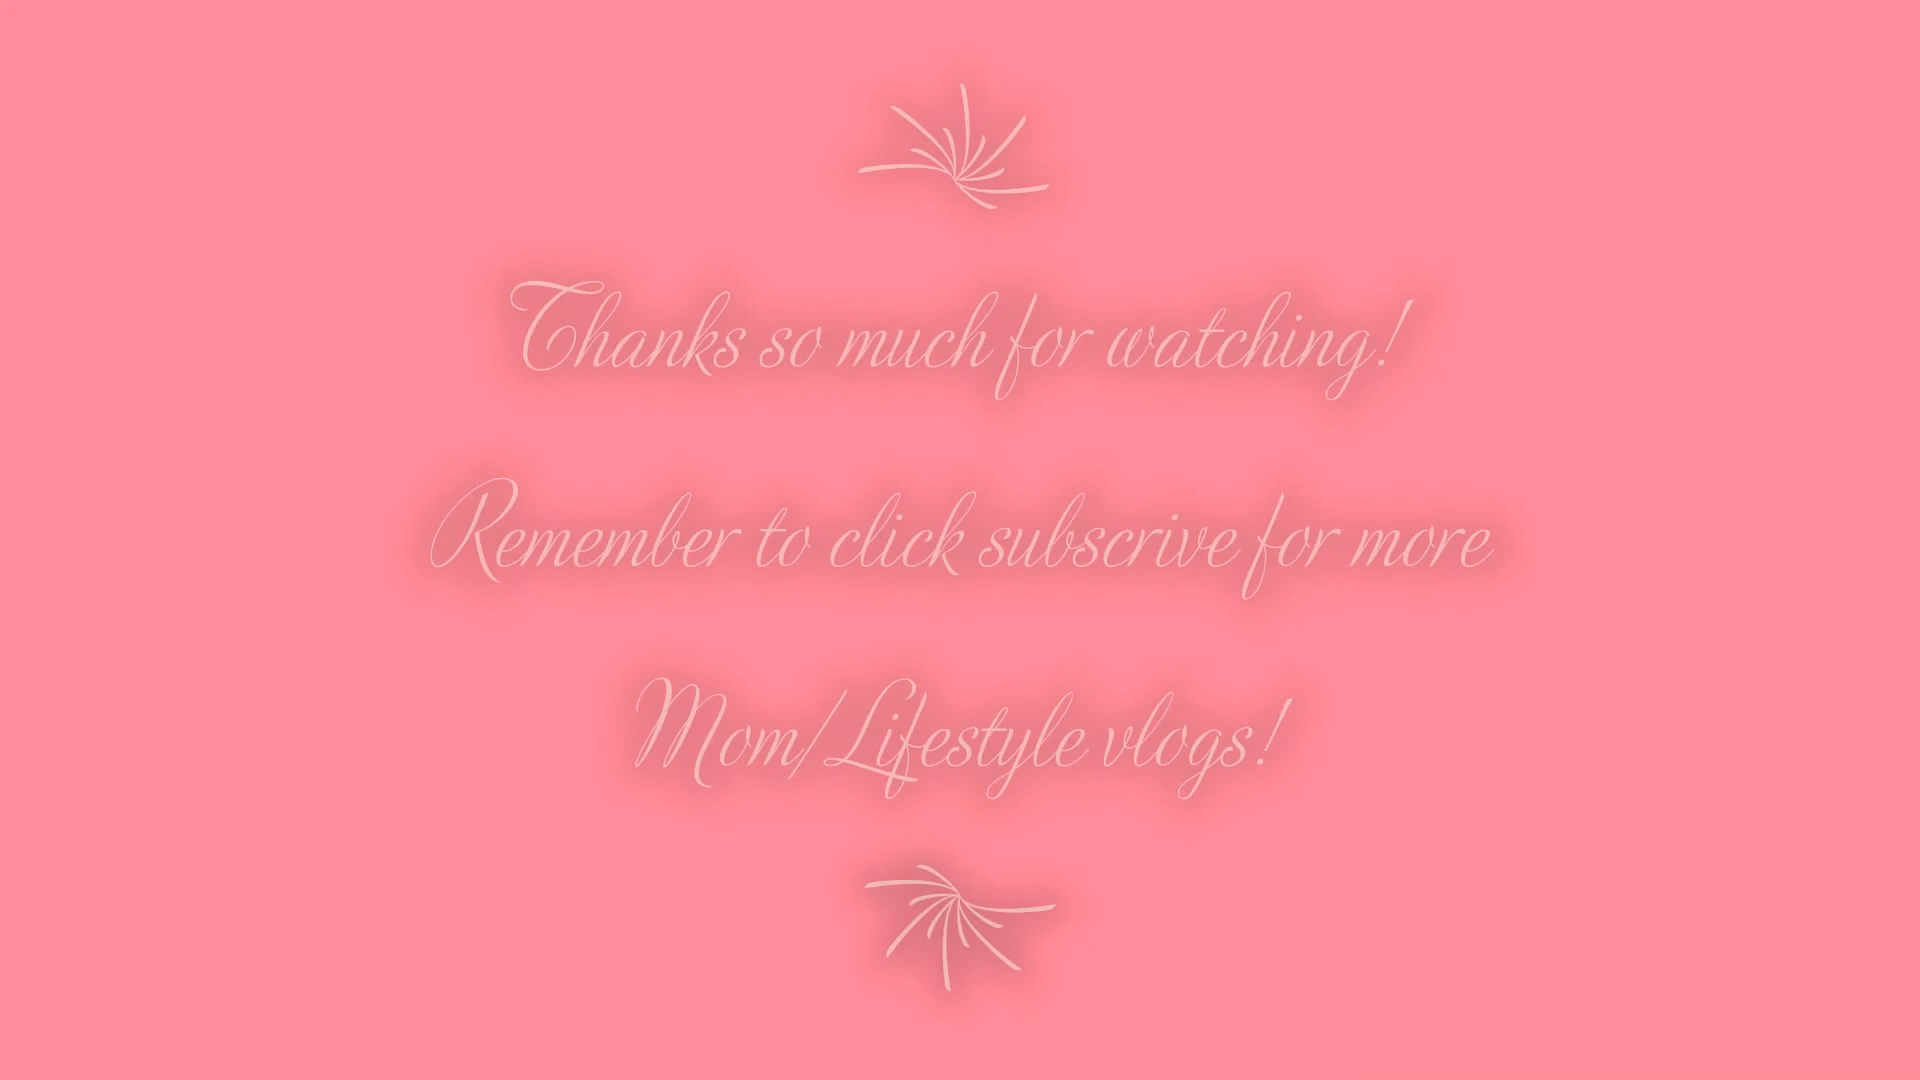 Thanks so much for watching!
Remember to click subscrive for more
Mom/Lifestyle vlogs!